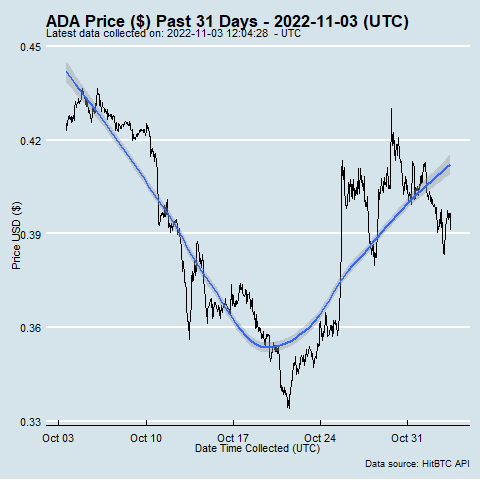 ADA Price ($) Past 31 Days - 2022-11-03 (UTC)
Latest data collected on: 2022-11-03 12:04:28 - UTC
0.45
0.42
0.39
0.36
0.33
Price USD ($)
Oct 03 Oct 10 Oct 17 Oct 24 Oct 31
Date Time Collected (UTC)
Data source: HitBTC API